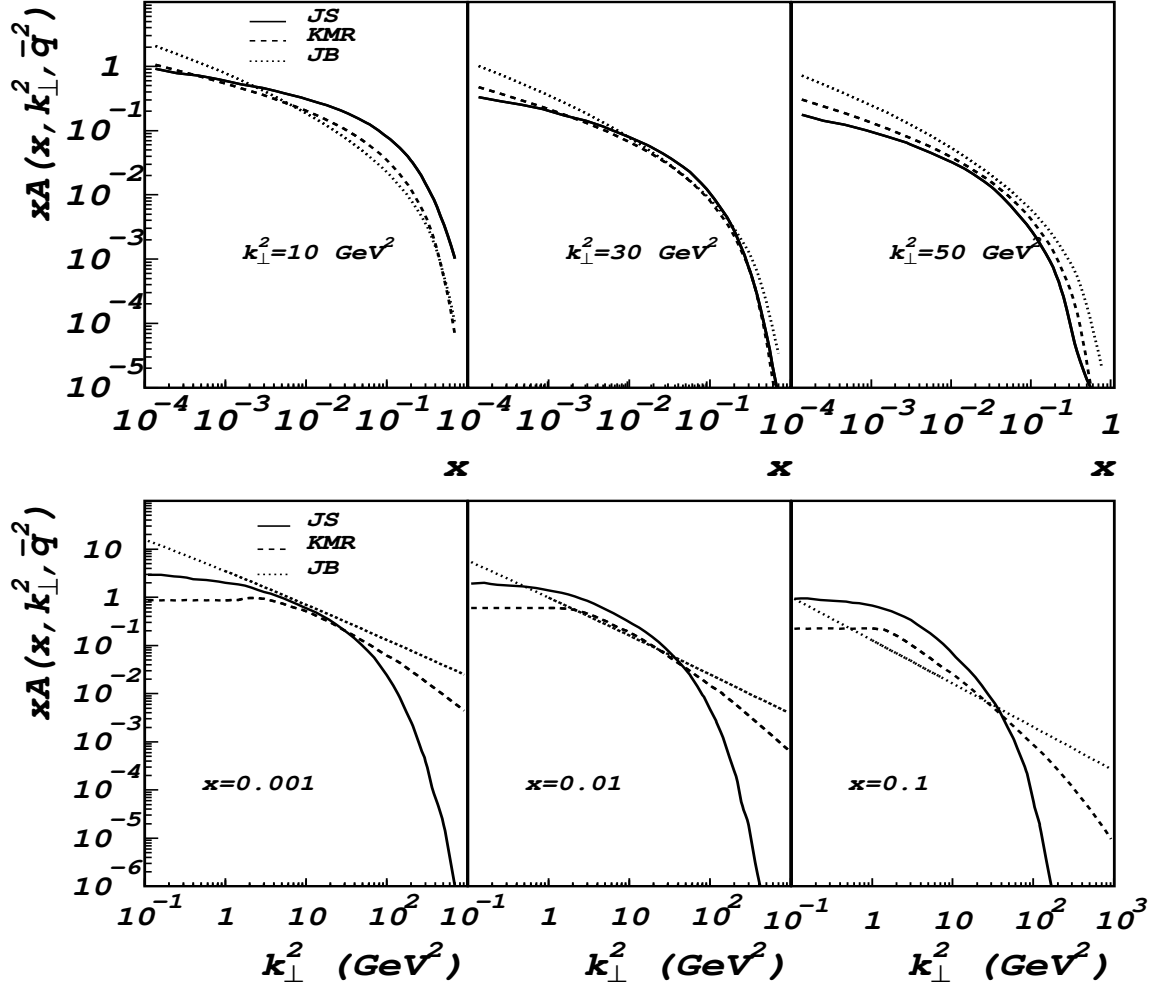 xA(x,k⊥²,q̄²)
JS
KMR
JB
1
10⁻¹
10⁻²
10⁻³
10⁻⁴
10⁻⁵
k⊥²=10 GeV²
k⊥²=30 GeV²
k⊥²=50 GeV²
10⁻⁴ 10⁻³ 10⁻² 10⁻¹ 10⁻⁴ 10⁻³ 10⁻² 10⁻¹ 10⁻⁴ 10⁻³ 10⁻² 10⁻¹ 1
x x x
xA(x,k⊥²,q̄²)
JS
KMR
JB
10
1
10⁻¹
10⁻²
10⁻³
10⁻⁴
10⁻⁵
10⁻⁶
x=0.001 x=0.01 x=0.1
10⁻¹ 1 10 10² 10⁻¹ 1 10 10² 10⁻¹ 1 10 10² 10³
k⊥² (GeV²) k⊥² (GeV²) k⊥² (GeV²)